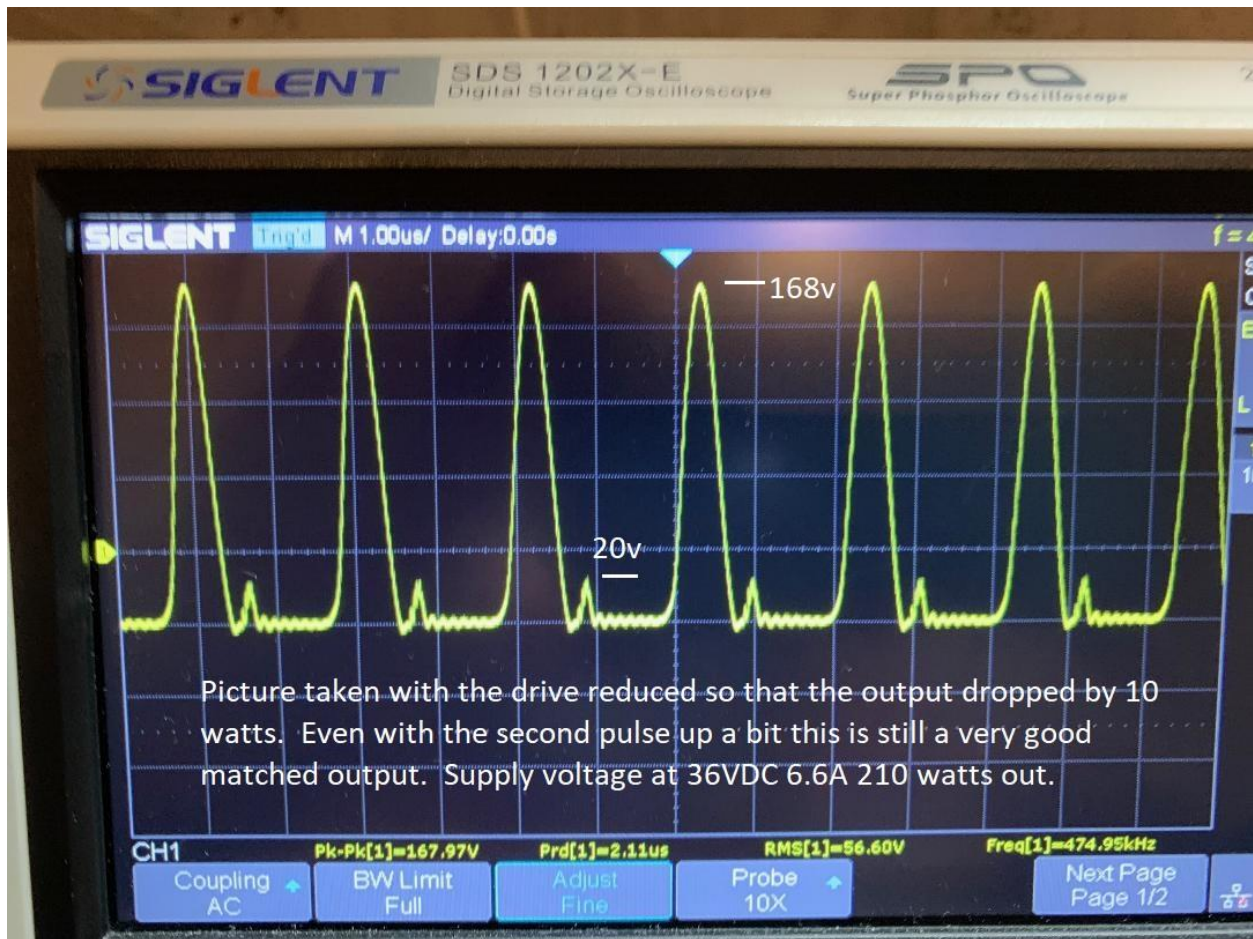 SIGLENT SDS 1202X-E SPO
Digital Storage Oscilloscope Super Phosphor Oscilloscope
SIGLENT Trig'd M 1.00us/ Delay:0.00s f =
168v
20v
1
Picture taken with the drive reduced so that the output dropped by 10
watts. Even with the second pulse up a bit this is still a very good
matched output. Supply voltage at 36VDC 6.6A 210 watts out.
CH1 Pk-Pk[1]=167.97V Prd[1]=2.11us RMS[1]=56.60V Freq[1]=474.95kHz
Coupling BW Limit Adjust Probe Next Page
AC Full Fine 10X Page 1/2